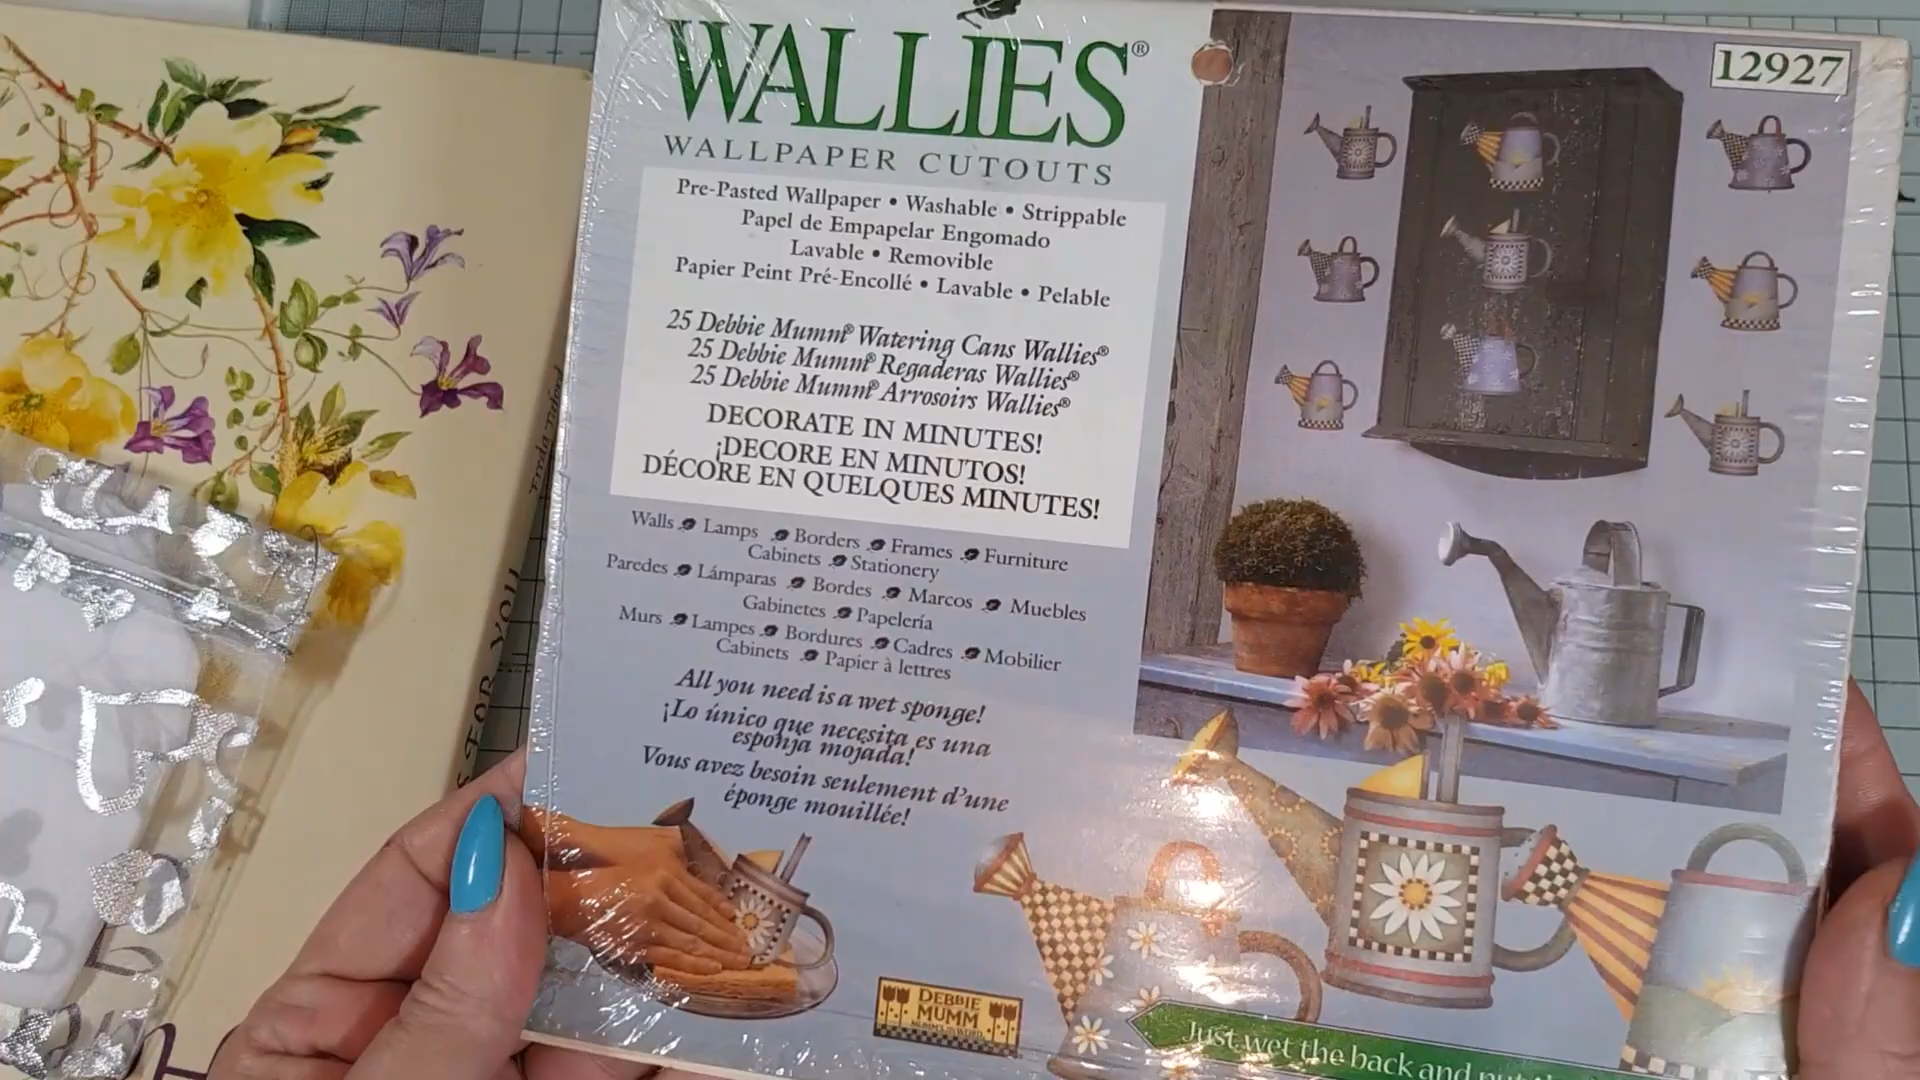 WALLIES®
WALLPAPER CUTOUTS
12927
Pre-Pasted Wallpaper • Washable • Strippable
Papel de Empapelar Engomado
Lavable • Removible
Papier Peint Pré-Encollé • Lavable • Pelable
25 Debbie Mumm® Watering Cans Wallies®
25 Debbie Mumm® Regaderas Wallies®
25 Debbie Mumm® Arrosoirs Wallies®
DECORATE IN MINUTES!
¡DECORE EN MINUTOS!
DÉCORE EN QUELQUES MINUTES!
Walls Lamps Borders Frames Furniture
Cabinets Stationery
Paredes Lámparas Bordes Marcos Muebles
Gabinetes Papelería
Murs Lampes Bordures Cadres Mobilier
Cabinets Papier à lettres
All you need is a wet sponge!
¡Lo único que necesita es una
esponja mojada!
Vous avez besoin seulement d'une
éponge mouillée!
DEBBIE
MUMM
Just wet the back and put
FOR YOU